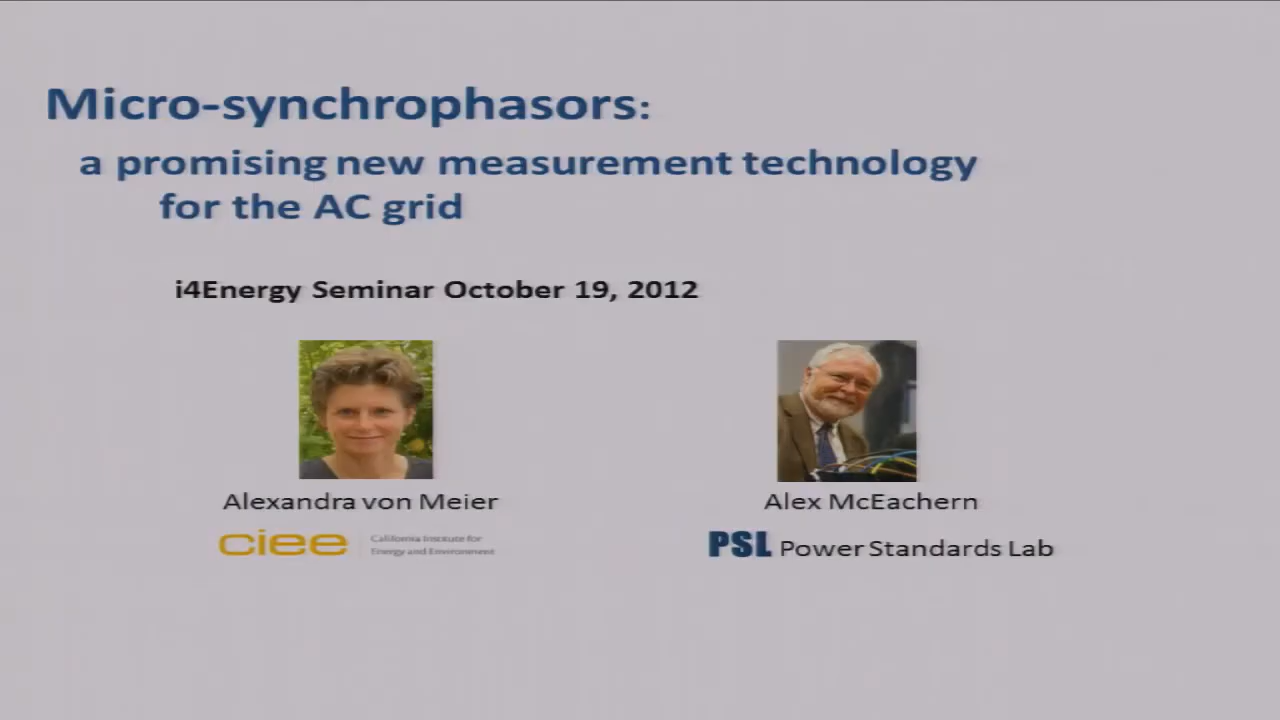 Micro-synchrophasors:
a promising new measurement technology
for the AC grid
i4Energy Seminar October 19, 2012
Alexandra von Meier
Alex McEachern
ciee California Institute for
Energy and Environment
PSL Power Standards Lab